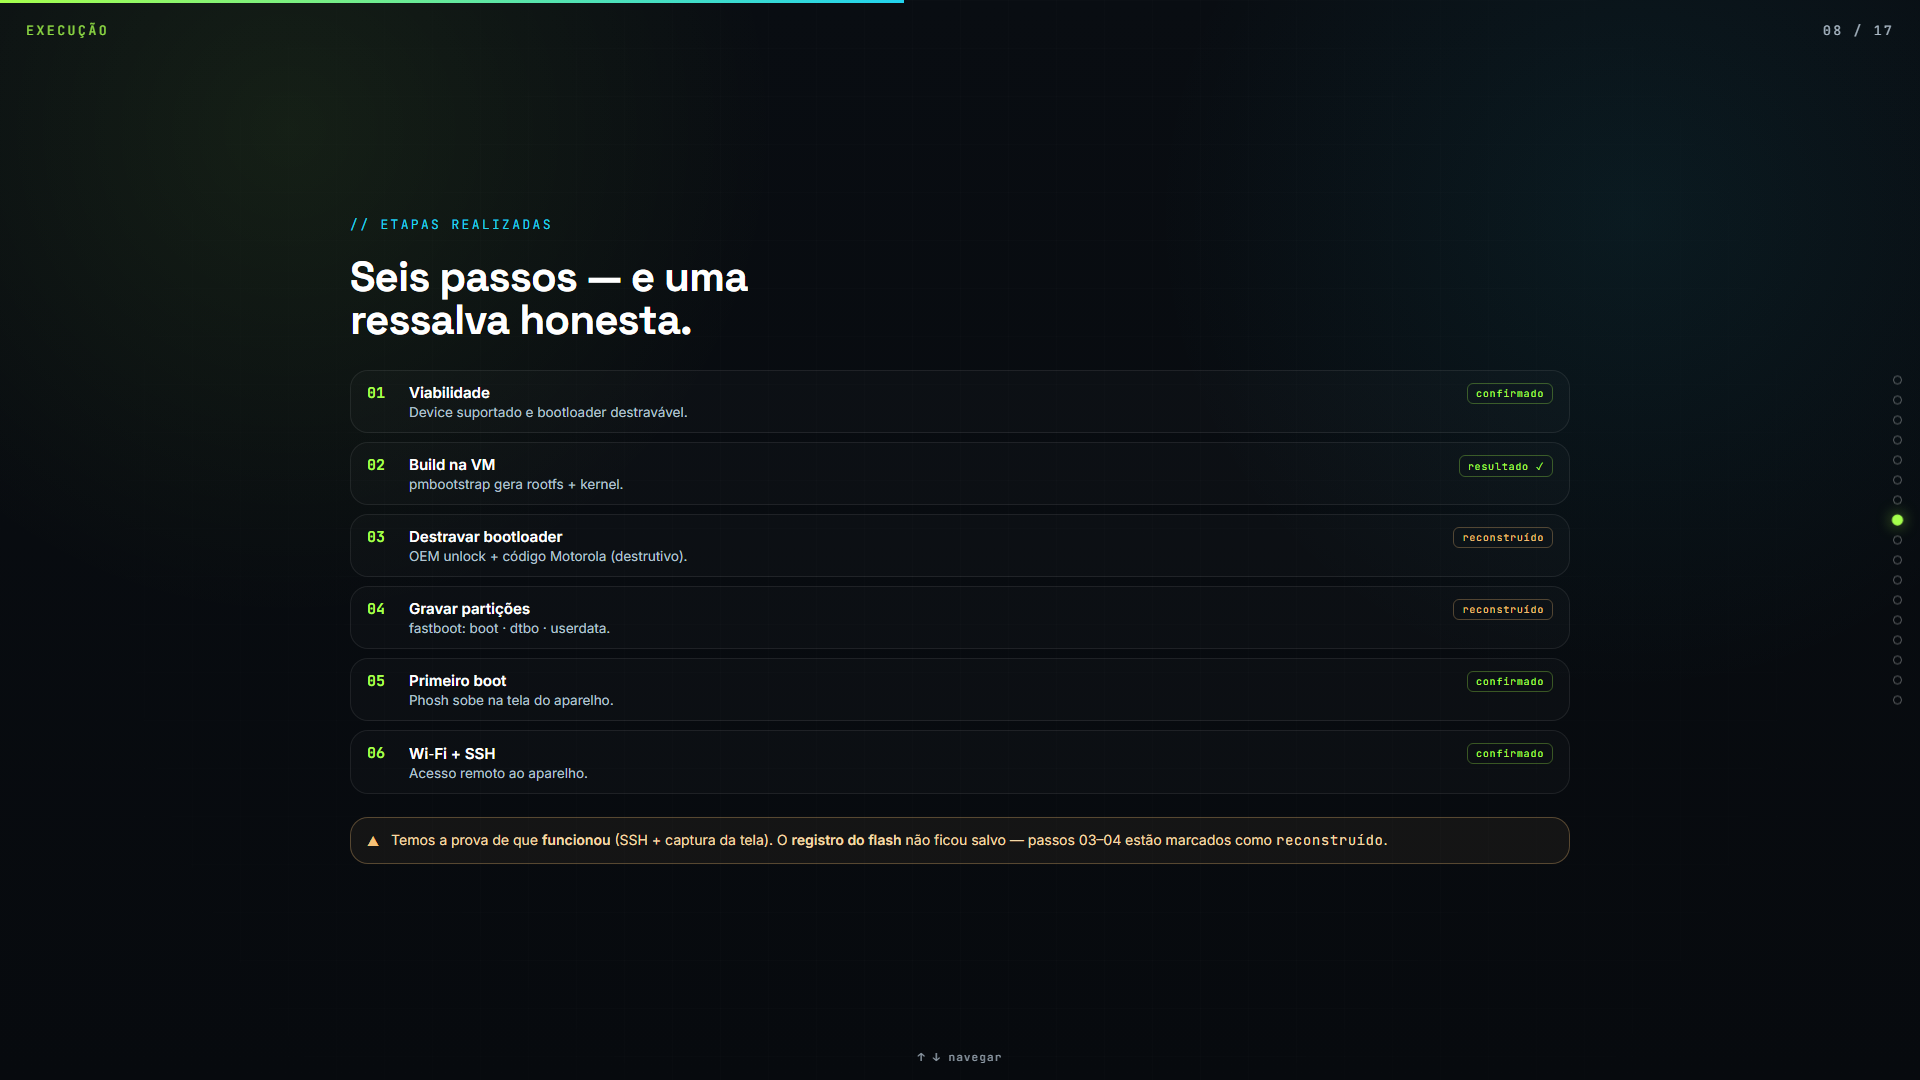 EXECUÇÃO
08 / 17
// ETAPAS REALIZADAS
Seis passos — e uma
ressalva honesta.
01 Viabilidade confirmado
Device suportado e bootloader destravável.
02 Build na VM resultado ✓
pmbootstrap gera rootfs + kernel.
03 Destravar bootloader reconstruído
OEM unlock + código Motorola (destrutivo).
04 Gravar partições reconstruído
fastboot: boot · dtbo · userdata.
05 Primeiro boot confirmado
Phosh sobe na tela do aparelho.
06 Wi-Fi + SSH confirmado
Acesso remoto ao aparelho.
▲ Temos a prova de que funcionou (SSH + captura da tela). O registro do flash não ficou salvo — passos 03–04 estão marcados como reconstruído.
↑ ↓ navegar